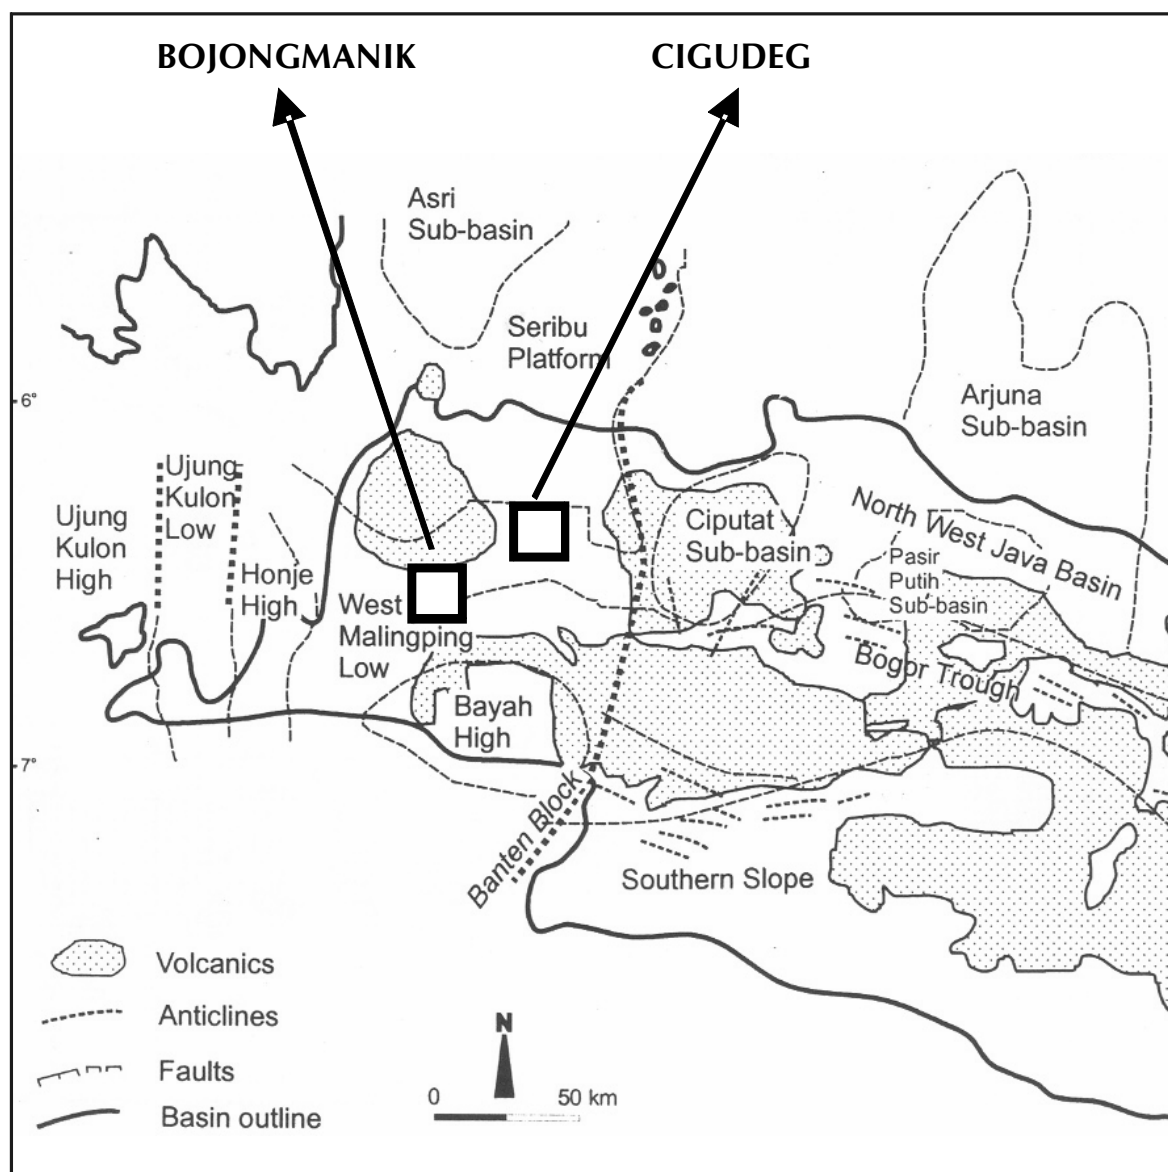 BOJONGMANIK
CIGUDEG
Asri
Sub-basin
Seribu
Platform
6°
Arjuna
Sub-basin
Ujung
Kulon
Low
Ujung
Kulon
High
Honje
High
West
Malingping
Low
Ciputat
Sub-basin
North West Java Basin
Pasir
Putih
Sub-basin
Bogor Trough
Bayah
High
7°
Banten Block
Southern Slope
Volcanics
Anticlines
Faults
Basin outline
N
0 50 km